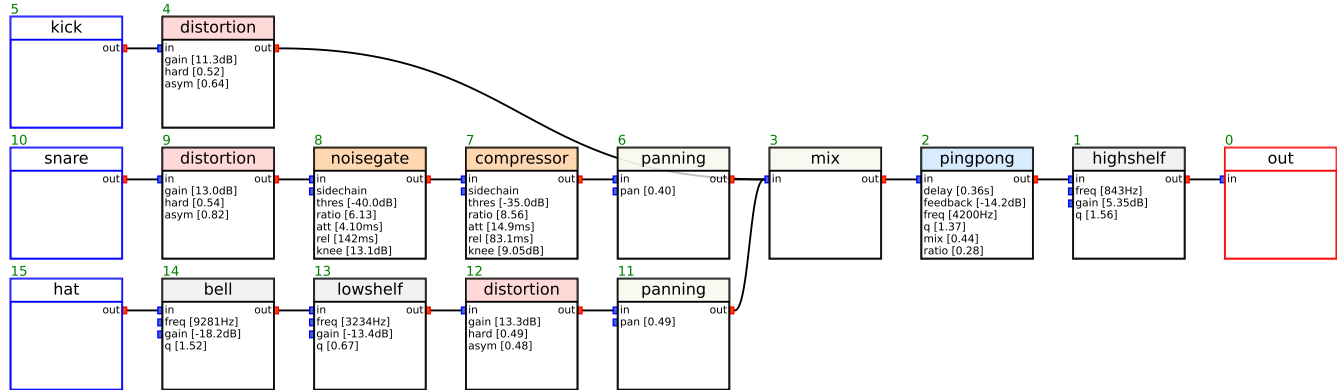 5
kick
out
4
distortion
in out
gain [11.3dB]
hard [0.52]
asym [0.64]
10
snare
out
9
distortion
in out
gain [13.0dB]
hard [0.54]
asym [0.82]
8
noisegate
in out
sidechain
thres [-40.0dB]
ratio [6.13]
att [4.10ms]
rel [142ms]
knee [13.1dB]
7
compressor
in out
sidechain
thres [-35.0dB]
ratio [8.56]
att [14.9ms]
rel [83.1ms]
knee [9.05dB]
6
panning
in out
pan [0.40]
3
mix
in out
2
pingpong
in out
delay [0.36s]
feedback [-14.2dB]
freq [4200Hz]
q [1.37]
mix [0.44]
ratio [0.28]
1
highshelf
in out
freq [843Hz]
gain [5.35dB]
q [1.56]
0
out
in
15
hat
out
14
bell
in out
freq [9281Hz]
gain [-18.2dB]
q [1.52]
13
lowshelf
in out
freq [3234Hz]
gain [-13.4dB]
q [0.67]
12
distortion
in out
gain [13.3dB]
hard [0.49]
asym [0.48]
11
panning
in out
pan [0.49]